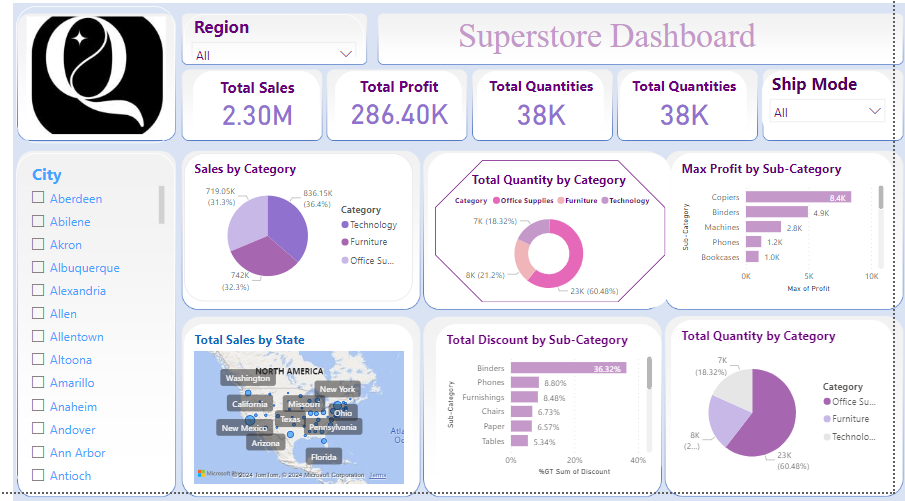 Q
Region
All
Superstore Dashboard
Total Sales
2.30M
Total Profit
286.40K
Total Quantities
38K
Total Quantities
38K
Ship Mode
All
City
Aberdeen
Abilene
Akron
Albuquerque
Alexandria
Allen
Allentown
Altoona
Amarillo
Anaheim
Andover
Ann Arbor
Antioch
Sales by Category
719.05K
(31.3%)
836.15K
(36.4%)
742K
(32.3%)
Category
Technology
Furniture
Office Su...
Total Quantity by Category
Category Office Supplies Furniture Technology
7K (18.32%)
8K (21.2%)
23K (60.48%)
Max Profit by Sub-Category
Sub-Category
Copiers 8.4K
Binders 4.9K
Machines 2.8K
Phones 1.2K
Bookcases 1.0K
0K 5K 10K
Max of Profit
Total Sales by State
NORTH AMERICA
Washington
New York
California
Missouri
Ohio
Texas
New Mexico
Pennsylvania
Arizona
Florida
Microsoft
© 2024 TomTom, © 2024 Microsoft Corporation Terms
Total Discount by Sub-Category
Sub-Category
Binders 36.32%
Phones 8.80%
Furnishings 8.48%
Chairs 6.73%
Paper 6.57%
Tables 5.34%
0% 20% 40%
%GT Sum of Discount
Total Quantity by Category
7K
(18.32%)
8K
(2...)
23K
(60.48%)
Category
Office Su...
Furniture
Technolo...